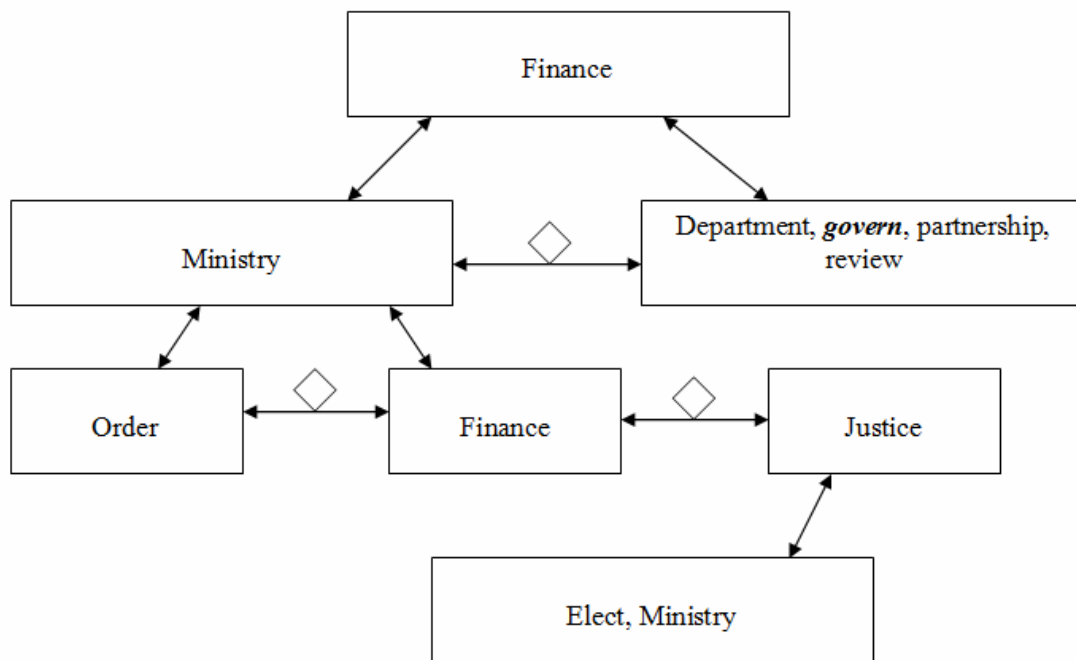 Finance
Ministry
Department, govern, partnership,
review
Order
Finance
Justice
Elect, Ministry